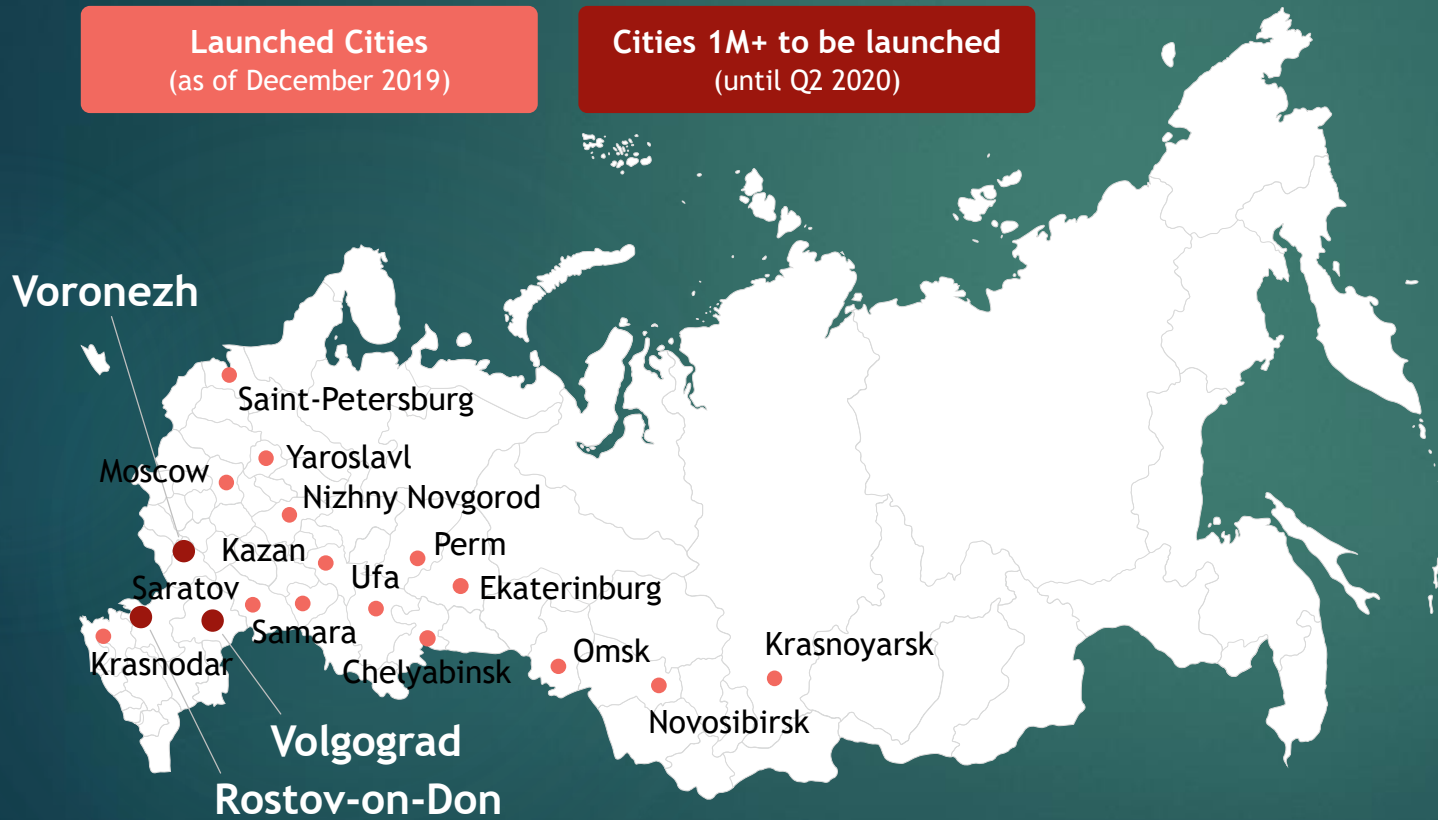 Launched Cities
(as of December 2019)
Cities 1M+ to be launched
(until Q2 2020)
Voronezh
Saint-Petersburg
Yaroslavl
Moscow
Nizhny Novgorod
Perm
Kazan
Ufa
Ekaterinburg
Saratov
Samara
Krasnoyarsk
Omsk
Krasnodar
Chelyabinsk
Novosibirsk
Volgograd
Rostov-on-Don